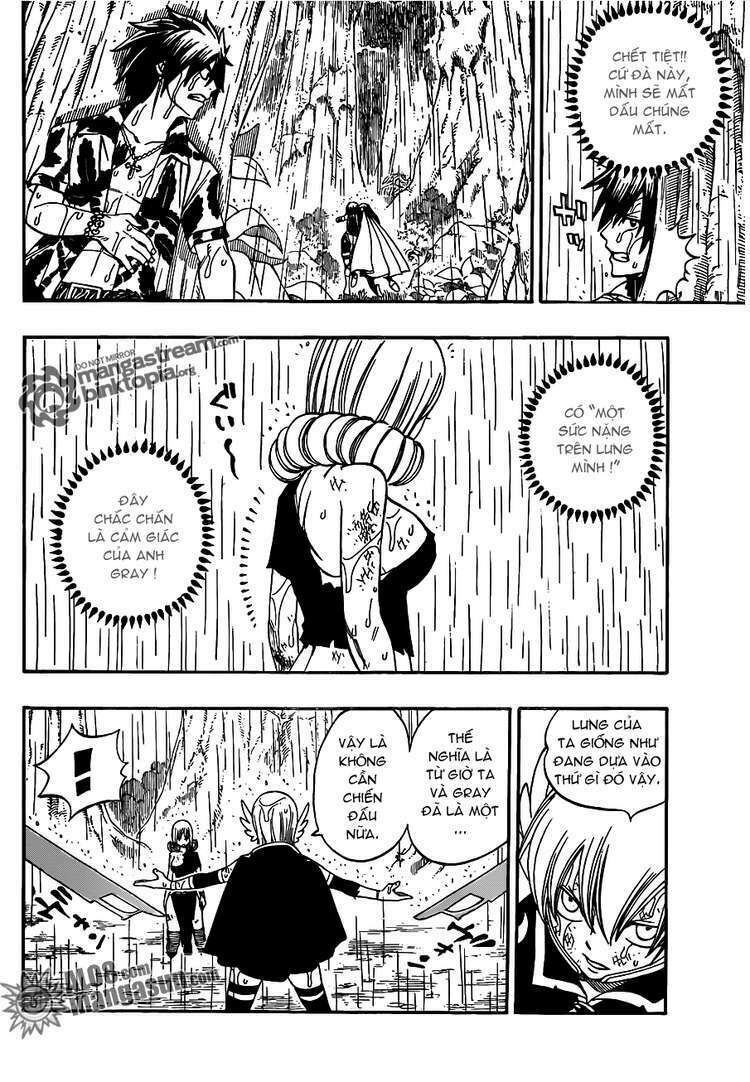 CHẾT TIỆT!!
CỨ ĐÀ NÀY,
MÌNH SẼ MẤT
DẤU CHÚNG
MẤT.
CÓ “MỘT
SỨC NẶNG
TRÊN LƯNG
MÌNH !”
DO NOT MIRROR
mangastream.com
binktopia.org
ĐÂY
CHẮC CHẮN
LÀ CẢM GIÁC
CỦA ANH
GRAY !
LƯNG CỦA
TA GIỐNG NHƯ
ĐANG DỰA VÀO
THỨ GÌ ĐÓ VẬY.
THẾ
NGHĨA LÀ
TỪ GIỜ TA
VÀ GRAY
ĐÃ LÀ MỘT
...
VẬY LÀ
KHÔNG
CẦN
CHIẾN
ĐẤU
NỮA.
!
M08.com
mangasun.com